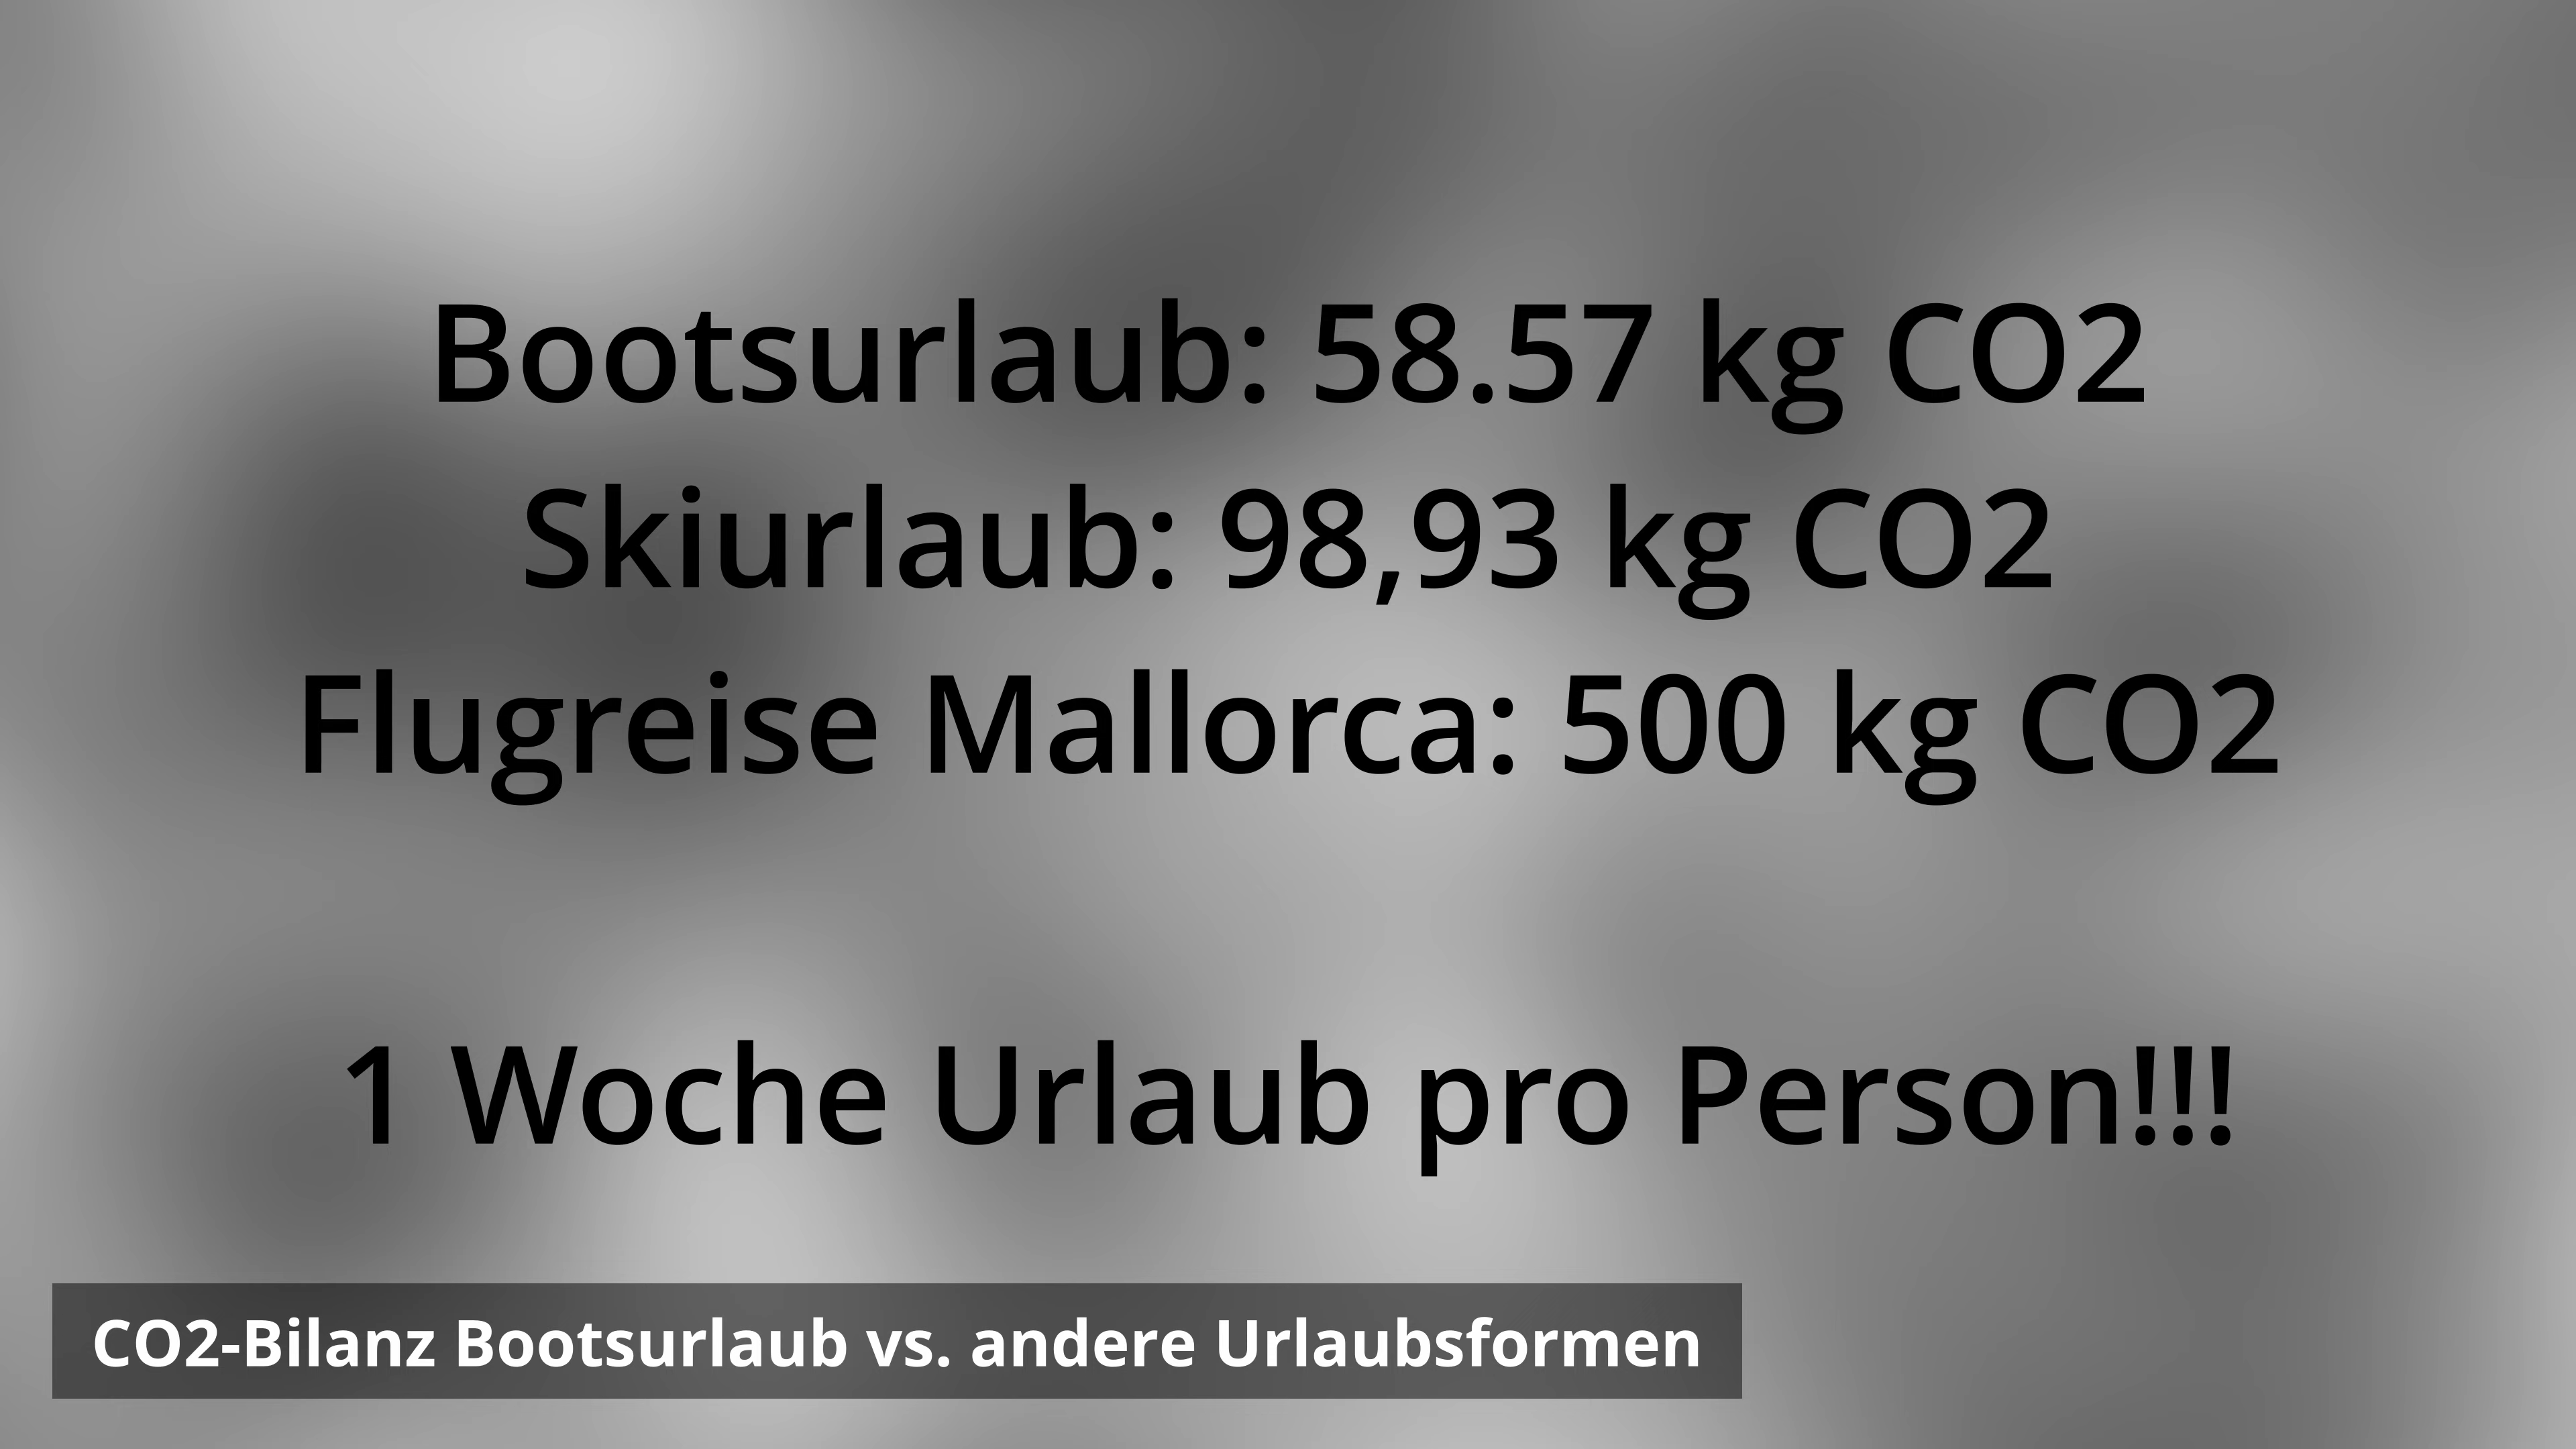 Bootsurlaub: 58.57 kg CO2
Skiurlaub: 98,93 kg CO2
Flugreise Mallorca: 500 kg CO2
1 Woche Urlaub pro Person!!!
CO2-Bilanz Bootsurlaub vs. andere Urlaubsformen